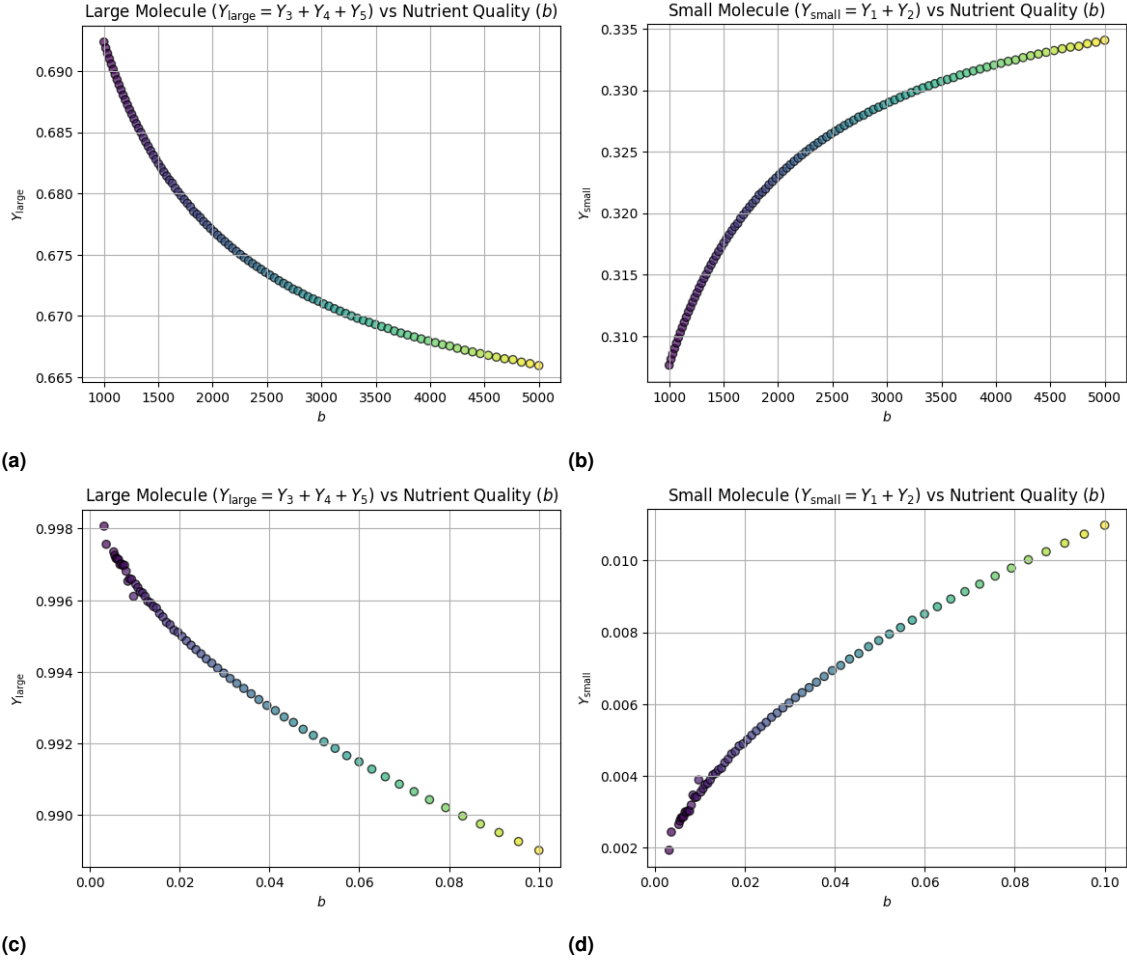 Large Molecule (Y_large = Y_3 + Y_4 + Y_5) vs Nutrient Quality (b)
0.690
0.685
0.680
0.675
0.670
0.665
Y_large
1000 1500 2000 2500 3000 3500 4000 4500 5000
b
(a)
Small Molecule (Y_small = Y_1 + Y_2) vs Nutrient Quality (b)
0.335
0.330
0.325
0.320
0.315
0.310
Y_small
1000 1500 2000 2500 3000 3500 4000 4500 5000
b
(b)
Large Molecule (Y_large = Y_3 + Y_4 + Y_5) vs Nutrient Quality (b)
0.998
0.996
0.994
0.992
0.990
Y_large
0.00 0.02 0.04 0.06 0.08 0.10
b
(c)
Small Molecule (Y_small = Y_1 + Y_2) vs Nutrient Quality (b)
0.010
0.008
0.006
0.004
0.002
Y_small
0.00 0.02 0.04 0.06 0.08 0.10
b
(d)